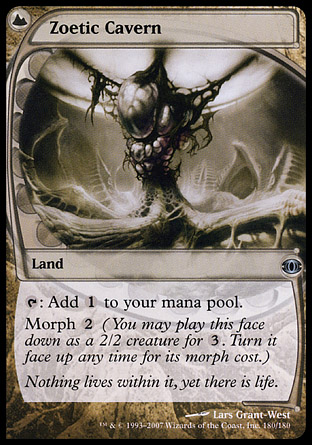 Zoetic Cavern
Land
: Add 1 to your mana pool.
Morph 2 (You may play this face
down as a 2/2 creature for 3. Turn it
face up any time for its morph cost.)
Nothing lives within it, yet there is life.
Lars Grant-West
™ & © 1993–2007 Wizards of the Coast, Inc. 180/180